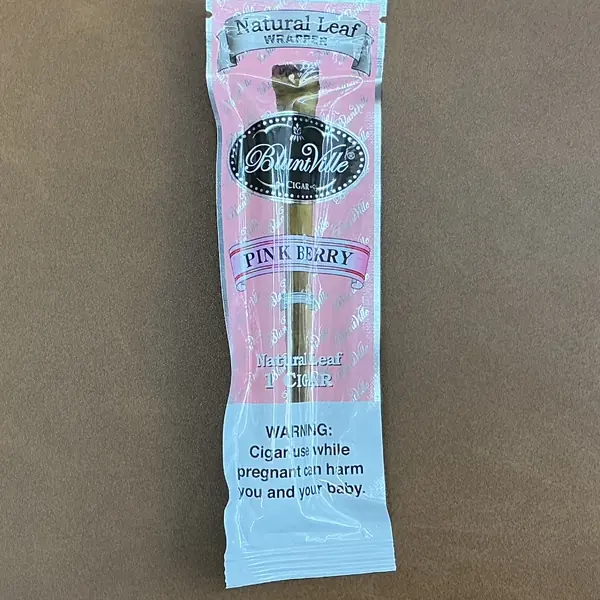 Natural Leaf
WRAPPER
BluntVille®
CIGAR
PINK BERRY
Natural Leaf
1 CIGAR
WARNING:
Cigar use while
pregnant can harm
you and your baby.